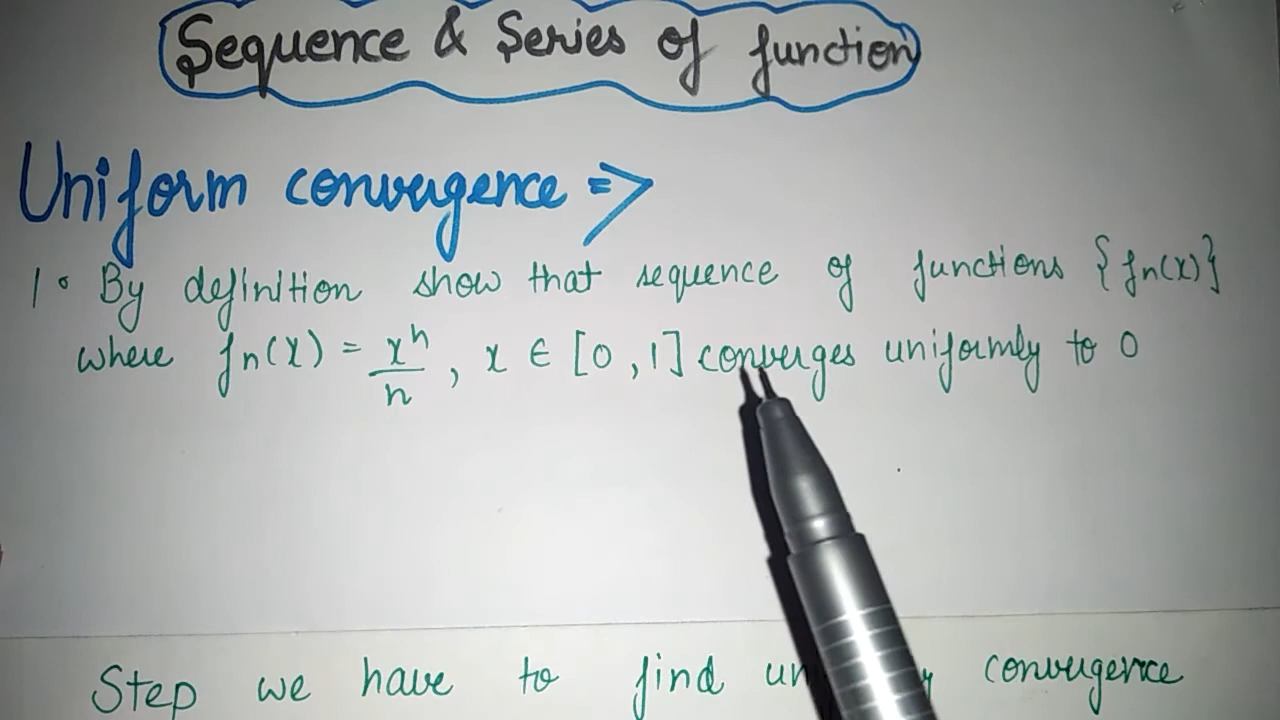 Sequence & Series of function
Uniform convergence =>
1. By definition show that sequence of functions {fn(x)}
where fn(x) = xⁿ/n, x ∈ [0,1] converges uniformly to 0
Step we have to find convergence